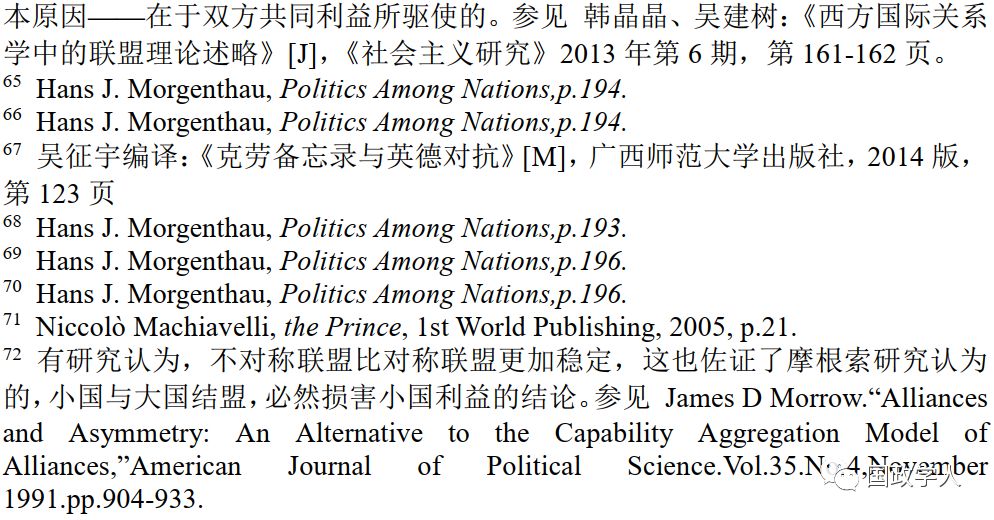 本原因——在于双方共同利益所驱使的。参见 韩晶晶、吴建树：《西方国际关系
学中的联盟理论述略》[J]，《社会主义研究》2013 年第 6 期，第 161-162 页。
65 Hans J. Morgenthau, Politics Among Nations,p.194.
66 Hans J. Morgenthau, Politics Among Nations,p.194.
67 吴征宇编译：《克劳备忘录与英德对抗》[M]，广西师范大学出版社，2014 版，
第 123 页
68 Hans J. Morgenthau, Politics Among Nations,p.193.
69 Hans J. Morgenthau, Politics Among Nations,p.196.
70 Hans J. Morgenthau, Politics Among Nations,p.196.
71 Niccolò Machiavelli, the Prince, 1st World Publishing, 2005, p.21.
72 有研究认为，不对称联盟比对称联盟更加稳定，这也佐证了摩根索研究认为
的，小国与大国结盟，必然损害小国利益的结论。参见 James D Morrow.“Alliances
and Asymmetry: An Alternative to the Capability Aggregation Model of
Alliances,”American Journal of Political Science.Vol.35.No.4,November
1991.pp.904-933.
国政学人